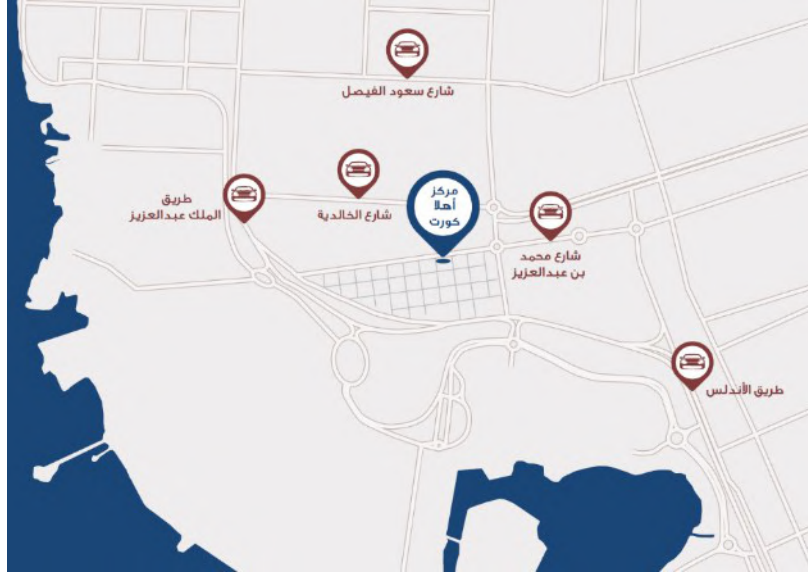 شارع سعود الفيصل
مركز
أهلا
كورت
شارع الخالدية
طريق
الملك عبدالعزيز
شارع محمد
بن عبدالعزيز
طريق الأندلس